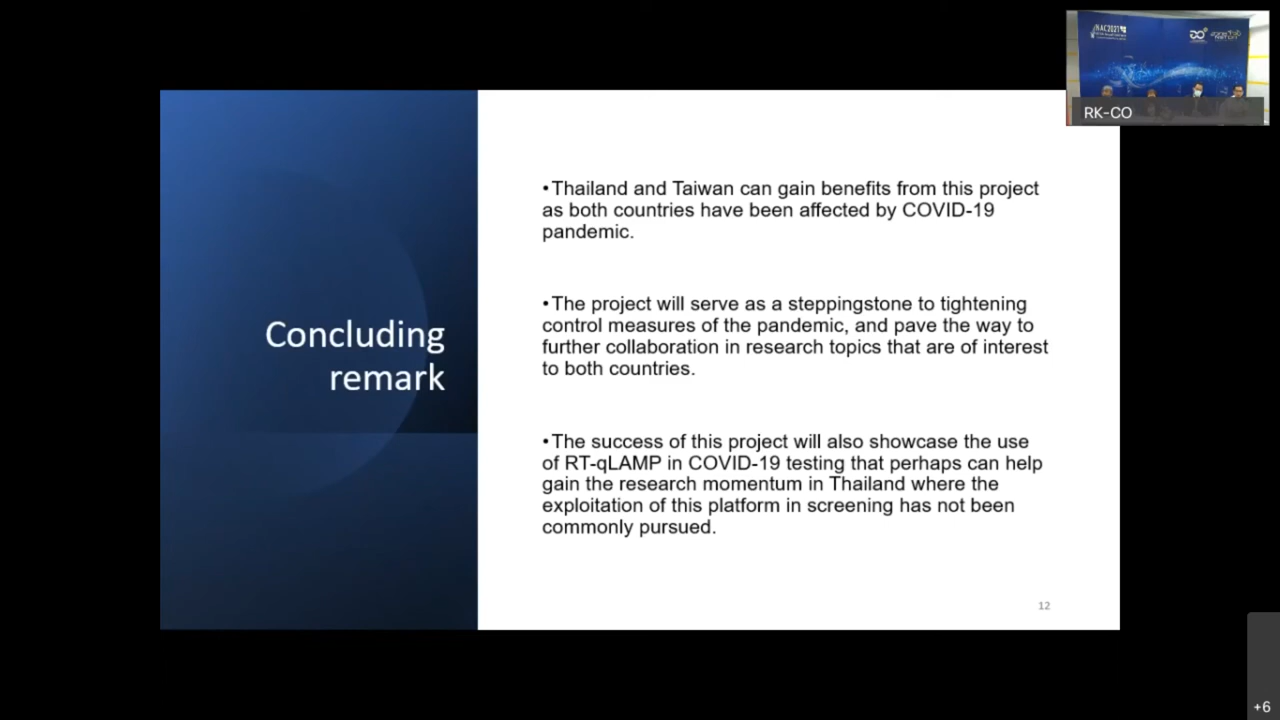 NAC2021
RK-CO
Concluding
remark
•Thailand and Taiwan can gain benefits from this project
as both countries have been affected by COVID-19
pandemic.
•The project will serve as a steppingstone to tightening
control measures of the pandemic, and pave the way to
further collaboration in research topics that are of interest
to both countries.
•The success of this project will also showcase the use
of RT-qLAMP in COVID-19 testing that perhaps can help
gain the research momentum in Thailand where the
exploitation of this platform in screening has not been
commonly pursued.
12
+6